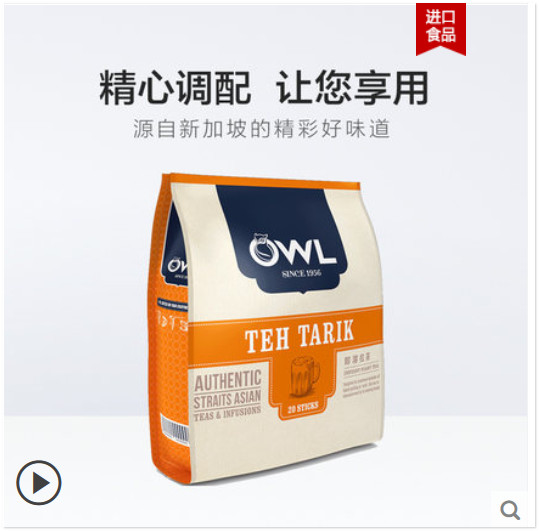 进口
食品
精心调配 让您享用
源自新加坡的精彩好味道
OWL
SINCE 1956
OWL
TEH TARIK
AUTHENTIC
STRAITS ASIAN
TEAS & INFUSIONS
20 STICKS